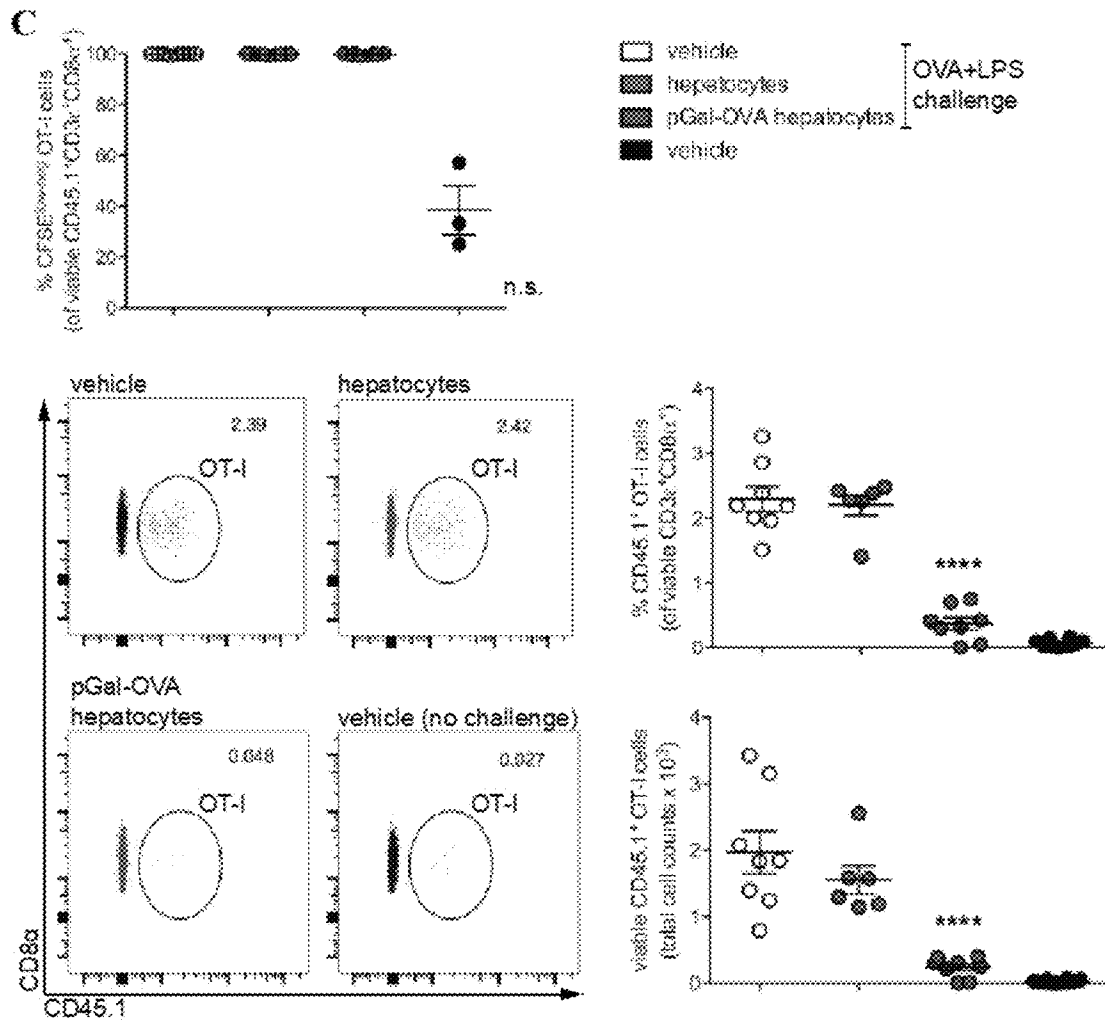 C
100
80
60
40
20
0
% CFSE OT-I cells
(of viable CD45.1⁺CD3ε⁺CD8α⁺)
n.s.
vehicle
hepatocytes
pGal-OVA hepatocytes
vehicle
OVA+LPS
challenge
vehicle
2.39
OT-I
hepatocytes
2.42
OT-I
pGal-OVA
hepatocytes
0.048
OT-I
vehicle (no challenge)
0.027
OT-I
CD8α
CD45.1
4
3
2
1
0
% CD45.1⁺ OT-I cells
(of viable CD3ε⁺CD8α⁺)
****
4
3
2
1
0
viable CD45.1⁺ OT-I cells
(total cell counts x 10
****